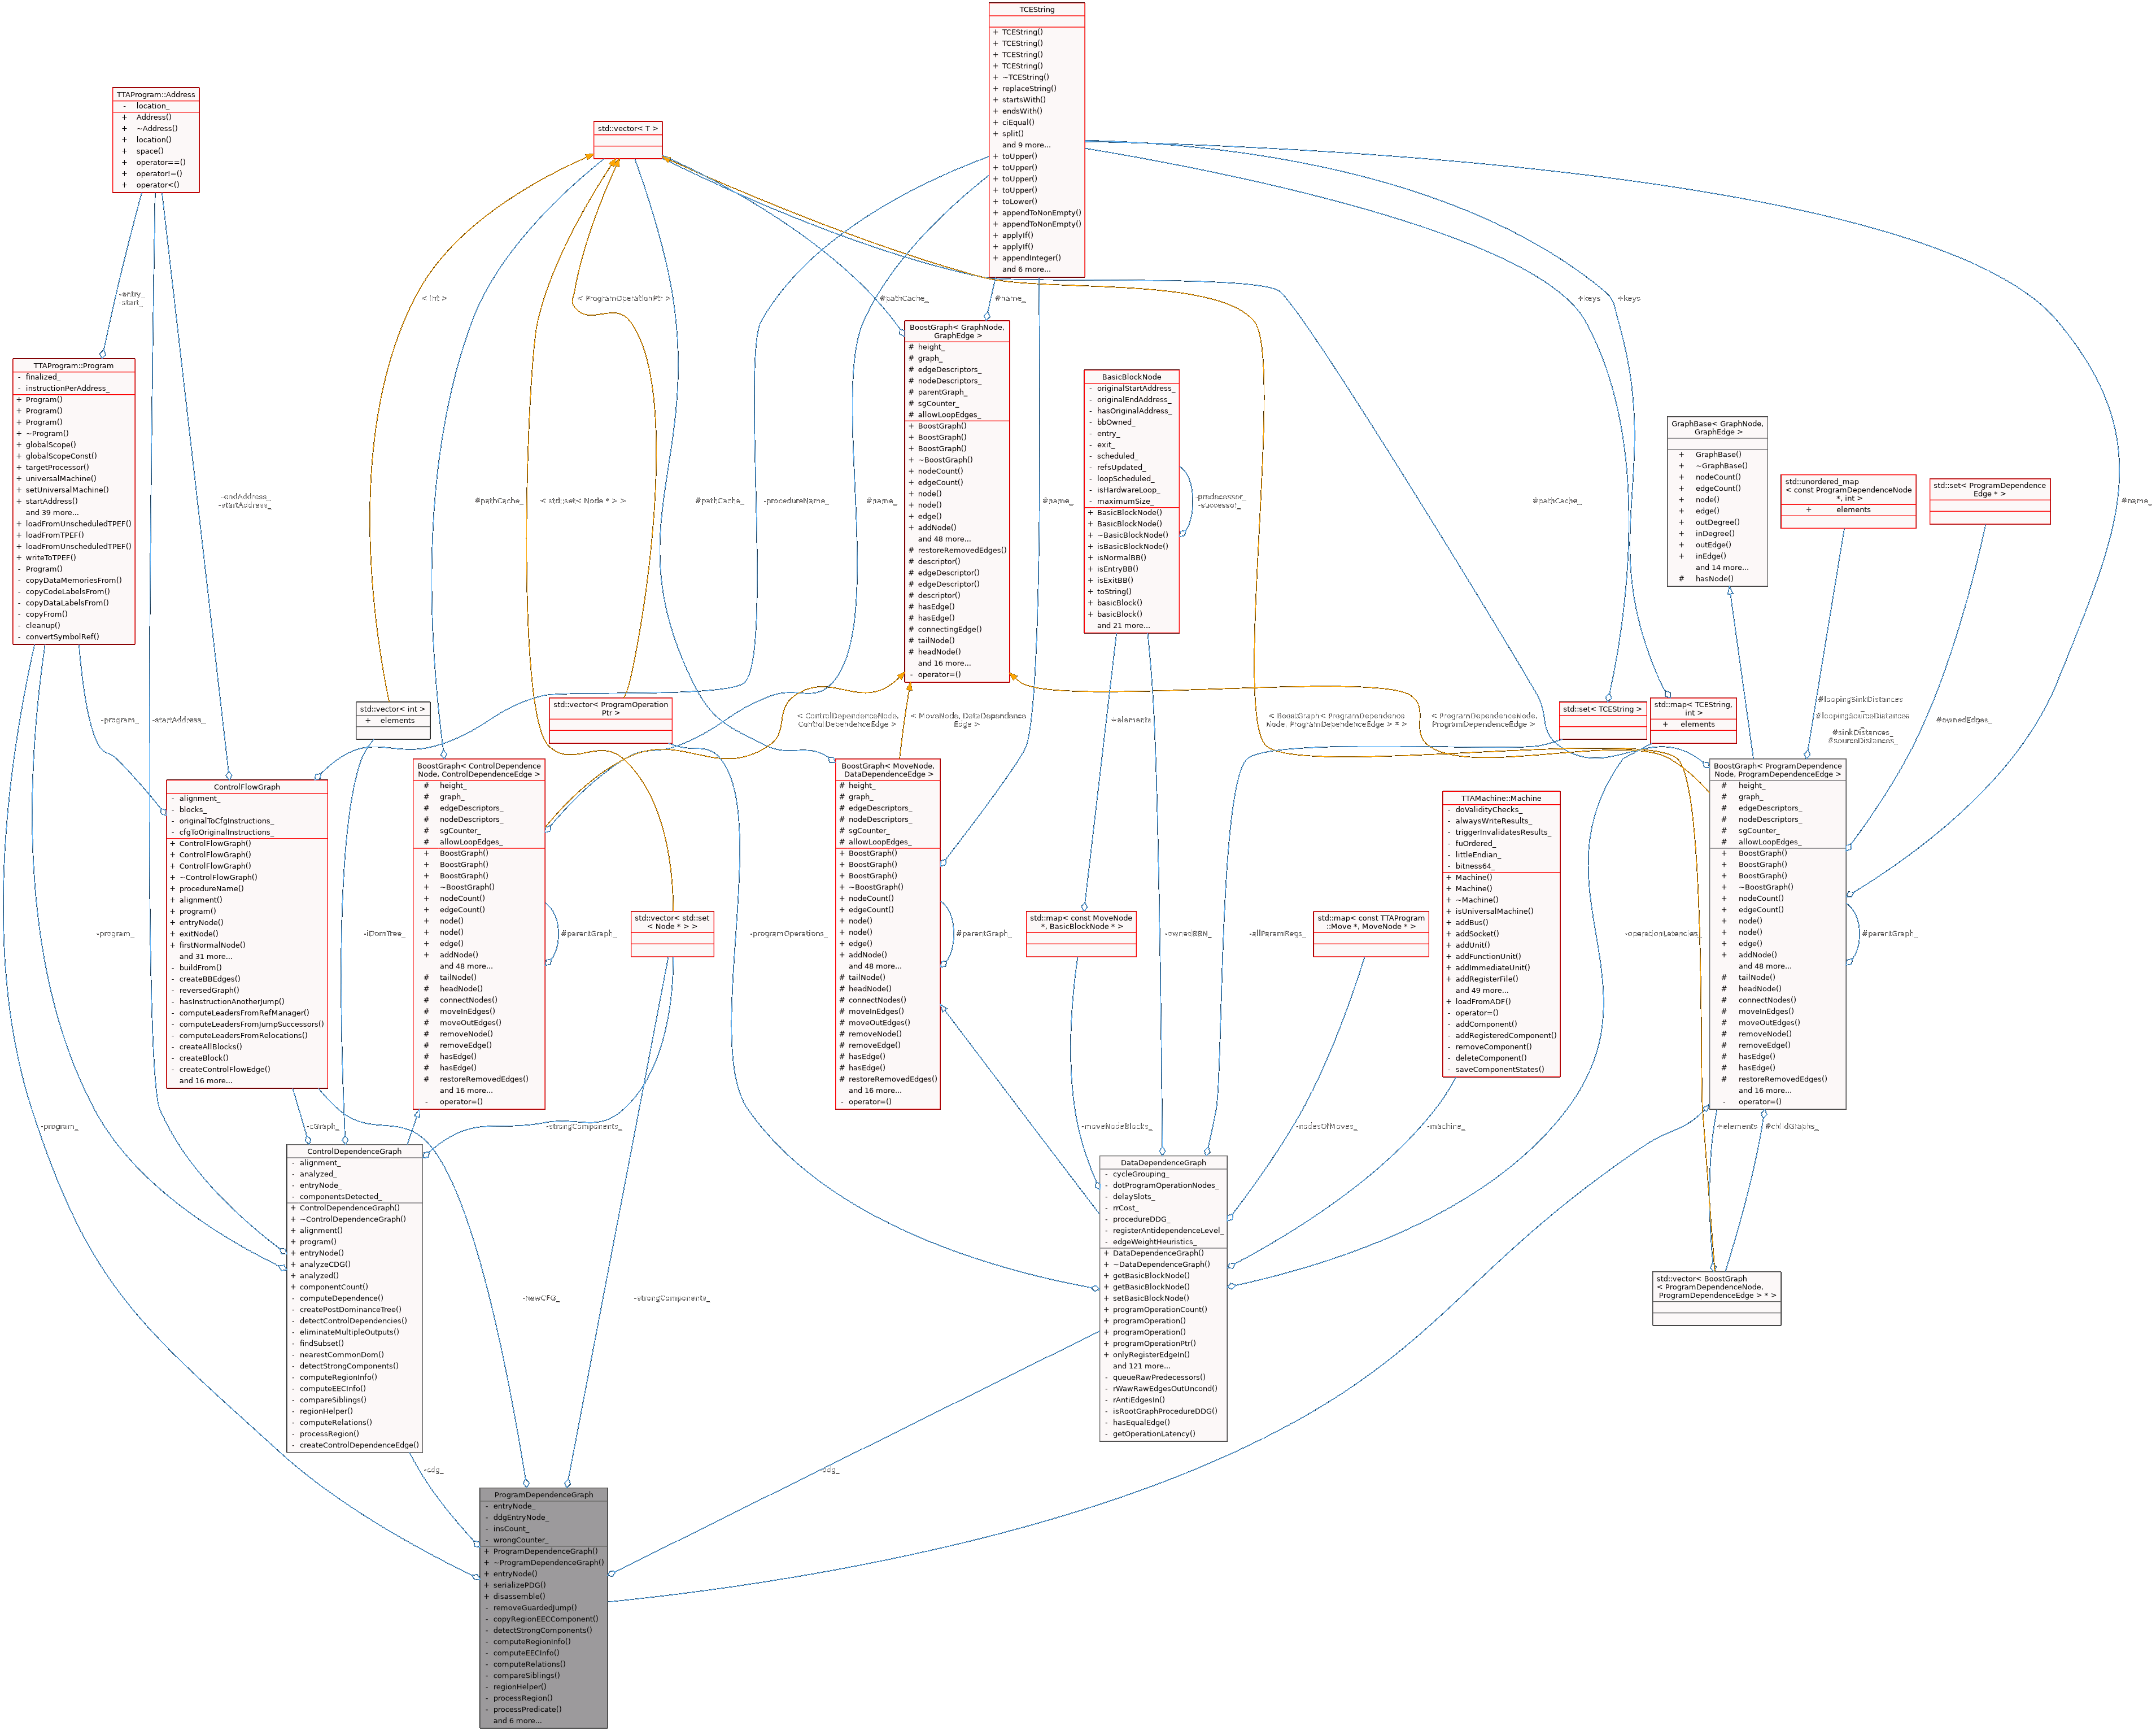 TCEString
+ TCEString()
+ TCEString()
+ TCEString()
+ TCEString()
+ ~TCEString()
+ replaceString()
+ startsWith()
+ endsWith()
+ ciEqual()
+ split()
and 9 more...
+ toUpper()
+ toUpper()
+ toUpper()
+ toUpper()
+ toLower()
+ appendToNonEmpty()
+ appendToNonEmpty()
+ applyIf()
+ applyIf()
+ appendInteger()
and 6 more...
TTAProgram::Address
- location_
+ Address()
+ ~Address()
+ location()
+ space()
+ operator==()
+ operator!=()
+ operator<()
std::vector< T >
-entry_
-start_
< int >
< ProgramOperationPtr >
#pathCache_
#name_
+keys
+keys
TTAProgram::Program
- finalized_
- instructionPerAddress_
+ Program()
+ Program()
+ Program()
+ ~Program()
+ globalScope()
+ globalScopeConst()
+ targetProcessor()
+ universalMachine()
+ setUniversalMachine()
+ startAddress()
and 39 more...
+ loadFromUnscheduledTPEF()
+ loadFromTPEF()
+ loadFromUnscheduledTPEF()
+ writeToTPEF()
- Program()
- copyDataMemoriesFrom()
- copyCodeLabelsFrom()
- copyDataLabelsFrom()
- copyFrom()
- cleanup()
- convertSymbolRef()
-endAddress_
-startAddress_
#pathCache_
< std::set< Node * > >
#pathCache_
-procedureName_
#name_
BoostGraph< GraphNode,
GraphEdge >
# height_
# graph_
# edgeDescriptors_
# nodeDescriptors_
# parentGraph_
# sgCounter_
# allowLoopEdges_
+ BoostGraph()
+ BoostGraph()
+ BoostGraph()
+ ~BoostGraph()
+ nodeCount()
+ edgeCount()
+ node()
+ node()
+ edge()
+ addNode()
and 48 more...
# restoreRemovedEdges()
# descriptor()
# edgeDescriptor()
# edgeDescriptor()
# descriptor()
# hasEdge()
# hasEdge()
# connectingEdge()
# tailNode()
# headNode()
and 16 more...
- operator=()
#name_
BasicBlockNode
- originalStartAddress_
- originalEndAddress_
- hasOriginalAddress_
- bbOwned_
- entry_
- exit_
- scheduled_
- refsUpdated_
- loopScheduled_
- isHardwareLoop_
- maximumSize_
+ BasicBlockNode()
+ BasicBlockNode()
+ ~BasicBlockNode()
+ isBasicBlockNode()
+ isNormalBB()
+ isEntryBB()
+ isExitBB()
+ toString()
+ basicBlock()
+ basicBlock()
and 21 more...
-predecessor_
-successor_
#pathCache_
GraphBase< GraphNode,
GraphEdge >
+ GraphBase()
+ ~GraphBase()
+ nodeCount()
+ edgeCount()
+ node()
+ edge()
+ outDegree()
+ inDegree()
+ outEdge()
+ inEdge()
and 14 more...
# hasNode()
std::unordered_map
< const ProgramDependenceNode
*, int >
+ elements
std::set< ProgramDependence
Edge * >
#name_
-program_
-startAddress_
std::vector< int >
+ elements
std::vector< ProgramOperation
Ptr >
< ControlDependenceNode,
ControlDependenceEdge >
< MoveNode, DataDependence
Edge >
+elements
< BoostGraph< ProgramDependence
Node, ProgramDependenceEdge > * >
< ProgramDependenceNode,
ProgramDependenceEdge >
std::set< TCEString >
std::map< TCEString,
int >
+ elements
#loopingSinkDistances
_
#loopingSourceDistances
_
#sinkDistances_
#sourceDistances_
#ownedEdges_
ControlFlowGraph
- alignment_
- blocks_
- originalToCfgInstructions_
- cfgToOriginalInstructions_
+ ControlFlowGraph()
+ ControlFlowGraph()
+ ControlFlowGraph()
+ ~ControlFlowGraph()
+ procedureName()
+ alignment()
+ program()
+ entryNode()
+ exitNode()
+ firstNormalNode()
and 31 more...
- buildFrom()
- createBBEdges()
- reversedGraph()
- hasInstructionAnotherJump()
- computeLeadersFromRefManager()
- computeLeadersFromJumpSuccessors()
- computeLeadersFromRelocations()
- createAllBlocks()
- createBlock()
- createControlFlowEdge()
and 16 more...
BoostGraph< ControlDependence
Node, ControlDependenceEdge >
# height_
# graph_
# edgeDescriptors_
# nodeDescriptors_
# sgCounter_
# allowLoopEdges_
+ BoostGraph()
+ BoostGraph()
+ BoostGraph()
+ ~BoostGraph()
+ nodeCount()
+ edgeCount()
+ node()
+ node()
+ edge()
+ addNode()
and 48 more...
# tailNode()
# headNode()
# connectNodes()
# moveInEdges()
# moveOutEdges()
# removeNode()
# removeEdge()
# hasEdge()
# hasEdge()
# restoreRemovedEdges()
and 16 more...
- operator=()
#parentGraph_
std::vector< std::set
< Node * > >
BoostGraph< MoveNode,
DataDependenceEdge >
# height_
# graph_
# edgeDescriptors_
# nodeDescriptors_
# sgCounter_
# allowLoopEdges_
+ BoostGraph()
+ BoostGraph()
+ BoostGraph()
+ ~BoostGraph()
+ nodeCount()
+ edgeCount()
+ node()
+ node()
+ edge()
+ addNode()
and 48 more...
# tailNode()
# headNode()
# connectNodes()
# moveInEdges()
# moveOutEdges()
# removeNode()
# removeEdge()
# hasEdge()
# hasEdge()
# restoreRemovedEdges()
and 16 more...
- operator=()
#parentGraph_
std::map< const MoveNode
*, BasicBlockNode * >
std::map< const TTAProgram
::Move *, MoveNode * >
TTAMachine::Machine
- doValidityChecks_
- alwaysWriteResults_
- triggerInvalidatesResults_
- fuOrdered_
- littleEndian_
- bitness64_
+ Machine()
+ Machine()
+ ~Machine()
+ isUniversalMachine()
+ addBus()
+ addSocket()
+ addUnit()
+ addFunctionUnit()
+ addImmediateUnit()
+ addRegisterFile()
and 49 more...
+ loadFromADF()
- operator=()
- addComponent()
- addRegisteredComponent()
- removeComponent()
- deleteComponent()
- saveComponentStates()
BoostGraph< ProgramDependence
Node, ProgramDependenceEdge >
# height_
# graph_
# edgeDescriptors_
# nodeDescriptors_
# sgCounter_
# allowLoopEdges_
+ BoostGraph()
+ BoostGraph()
+ BoostGraph()
+ ~BoostGraph()
+ nodeCount()
+ edgeCount()
+ node()
+ node()
+ edge()
+ addNode()
and 48 more...
# tailNode()
# headNode()
# connectNodes()
# moveInEdges()
# moveOutEdges()
# removeNode()
# removeEdge()
# hasEdge()
# hasEdge()
# restoreRemovedEdges()
and 16 more...
- operator=()
#parentGraph_
-program_
-iDomTree_
-programOperations_
-ownedBBN_
-allParamRegs_
-operationLatencies_
-program_
-cGraph_
-strongComponents_
-moveNodeBlocks_
-nodesOfMoves_
-machine_
+elements
#childGraphs_
ControlDependenceGraph
- alignment_
- analyzed_
- entryNode_
- componentsDetected_
+ ControlDependenceGraph()
+ ~ControlDependenceGraph()
+ alignment()
+ program()
+ entryNode()
+ analyzeCDG()
+ analyzed()
+ componentCount()
- computeDependence()
- createPostDominanceTree()
- detectControlDependencies()
- eliminateMultipleOutputs()
- findSubset()
- nearestCommonDom()
- detectStrongComponents()
- computeRegionInfo()
- computeEECInfo()
- compareSiblings()
- regionHelper()
- computeRelations()
- processRegion()
- createControlDependenceEdge()
DataDependenceGraph
- cycleGrouping_
- dotProgramOperationNodes_
- delaySlots_
- rrCost_
- procedureDDG_
- registerAntidependenceLevel_
- edgeWeightHeuristics_
+ DataDependenceGraph()
+ ~DataDependenceGraph()
+ getBasicBlockNode()
+ getBasicBlockNode()
+ setBasicBlockNode()
+ programOperationCount()
+ programOperation()
+ programOperation()
+ programOperationPtr()
+ onlyRegisterEdgeIn()
and 121 more...
- queueRawPredecessors()
- rWawRawEdgesOutUncond()
- rAntiEdgesIn()
- isRootGraphProcedureDDG()
- hasEqualEdge()
- getOperationLatency()
std::vector< BoostGraph
< ProgramDependenceNode,
ProgramDependenceEdge > * >
-newCFG_
-strongComponents_
-cdg_
-ddg_
ProgramDependenceGraph
- entryNode_
- ddgEntryNode_
- insCount_
- wrongCounter_
+ ProgramDependenceGraph()
+ ~ProgramDependenceGraph()
+ entryNode()
+ serializePDG()
+ disassemble()
- removeGuardedJump()
- copyRegionEECComponent()
- detectStrongComponents()
- computeRegionInfo()
- computeEECInfo()
- computeRelations()
- compareSiblings()
- regionHelper()
- processRegion()
- processPredicate()
and 6 more...